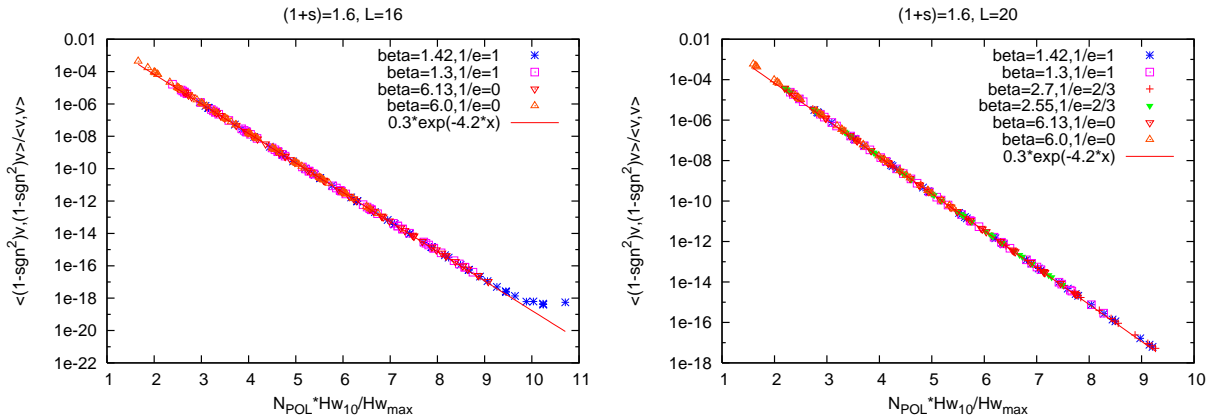 (1+s)=1.6, L=16
<(1-sgn²)v,(1-sgn²)v>/<v,v>
0.01
1e-04
1e-06
1e-08
1e-10
1e-12
1e-14
1e-16
1e-18
1e-20
1e-22
beta=1.42,1/e=1
beta=1.3,1/e=1
beta=6.13,1/e=0
beta=6.0,1/e=0
0.3*exp(-4.2*x)
1 2 3 4 5 6 7 8 9 10 11
N_POL*Hw_10/Hw_max
(1+s)=1.6, L=20
<(1-sgn²)v,(1-sgn²)v>/<v,v>
0.01
1e-04
1e-06
1e-08
1e-10
1e-12
1e-14
1e-16
1e-18
beta=1.42,1/e=1
beta=1.3,1/e=1
beta=2.7,1/e=2/3
beta=2.55,1/e=2/3
beta=6.13,1/e=0
beta=6.0,1/e=0
0.3*exp(-4.2*x)
1 2 3 4 5 6 7 8 9 10
N_POL*Hw_10/Hw_max